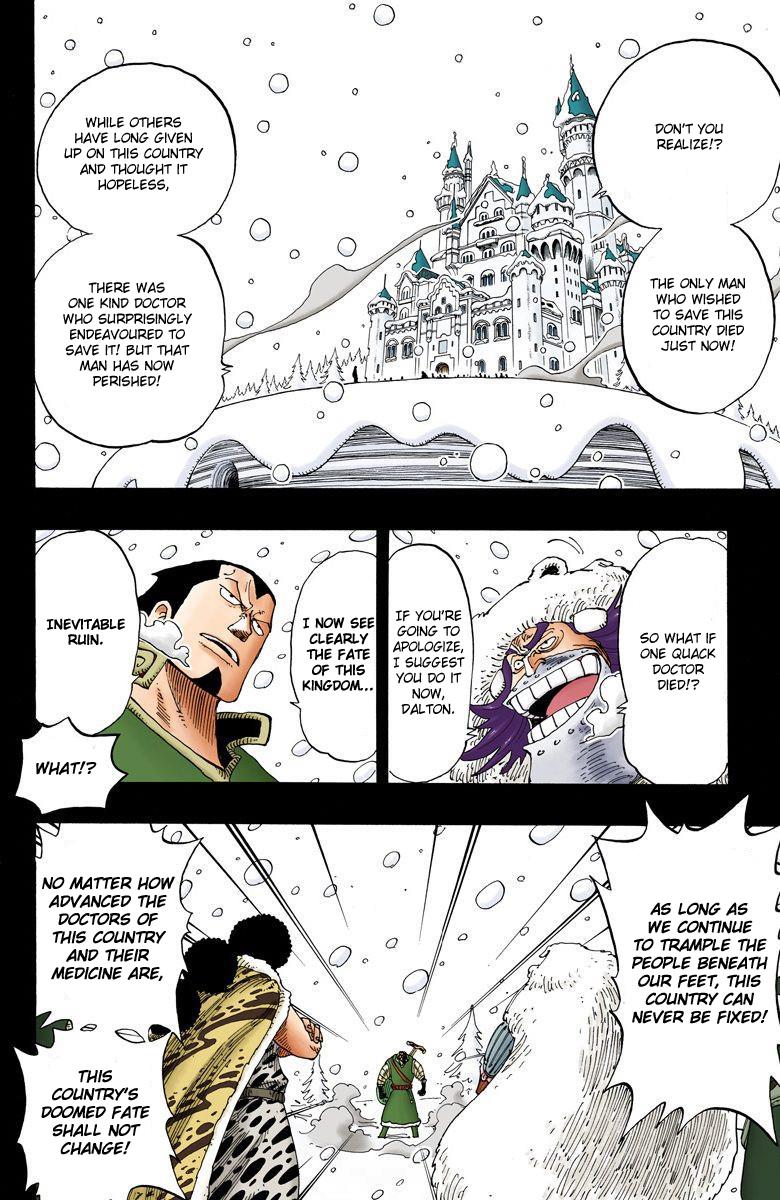 DON'T YOU
REALIZE!?
THE ONLY MAN
WHO WISHED
TO SAVE THIS
COUNTRY DIED
JUST NOW!
WHILE OTHERS
HAVE LONG GIVEN
UP ON THIS COUNTRY
AND THOUGHT IT
HOPELESS,
THERE WAS
ONE KIND DOCTOR
WHO SURPRISINGLY
ENDEAVOURED TO
SAVE IT! BUT THAT
MAN HAS NOW
PERISHED!
SO WHAT IF
ONE QUACK
DOCTOR
DIED!?
IF YOU'RE
GOING TO
APOLOGIZE,
I SUGGEST
YOU DO IT
NOW,
DALTON.
I NOW SEE
CLEARLY
THE FATE
OF THIS
KINGDOM...
INEVITABLE
RUIN.
WHAT!?
AS LONG AS
WE CONTINUE
TO TRAMPLE THE
PEOPLE BENEATH
OUR FEET, THIS
COUNTRY CAN
NEVER BE FIXED!
NO MATTER HOW
ADVANCED THE
DOCTORS OF
THIS COUNTRY
AND THEIR
MEDICINE ARE,
THIS
COUNTRY'S
DOOMED FATE
SHALL NOT
CHANGE!